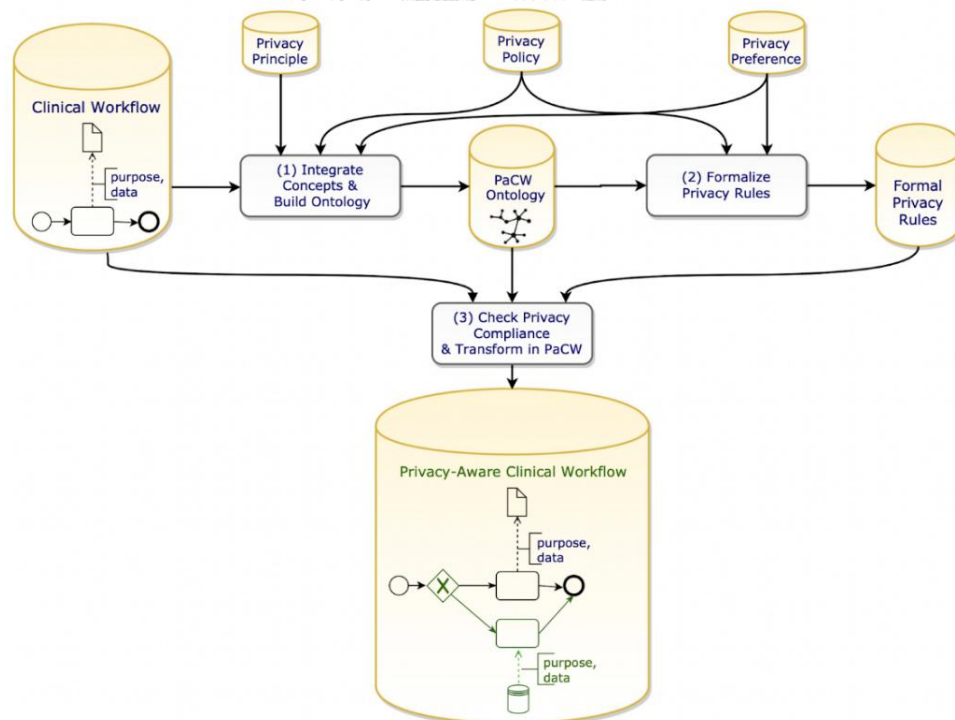 Privacy
Principle
Privacy
Policy
Privacy
Preference
Clinical Workflow
purpose,
data
(1) Integrate
Concepts &
Build Ontology
PaCW
Ontology
(2) Formalize
Privacy Rules
Formal
Privacy
Rules
(3) Check Privacy
Compliance
& Transform in PaCW
Privacy-Aware Clinical Workflow
purpose,
data
X
purpose,
data